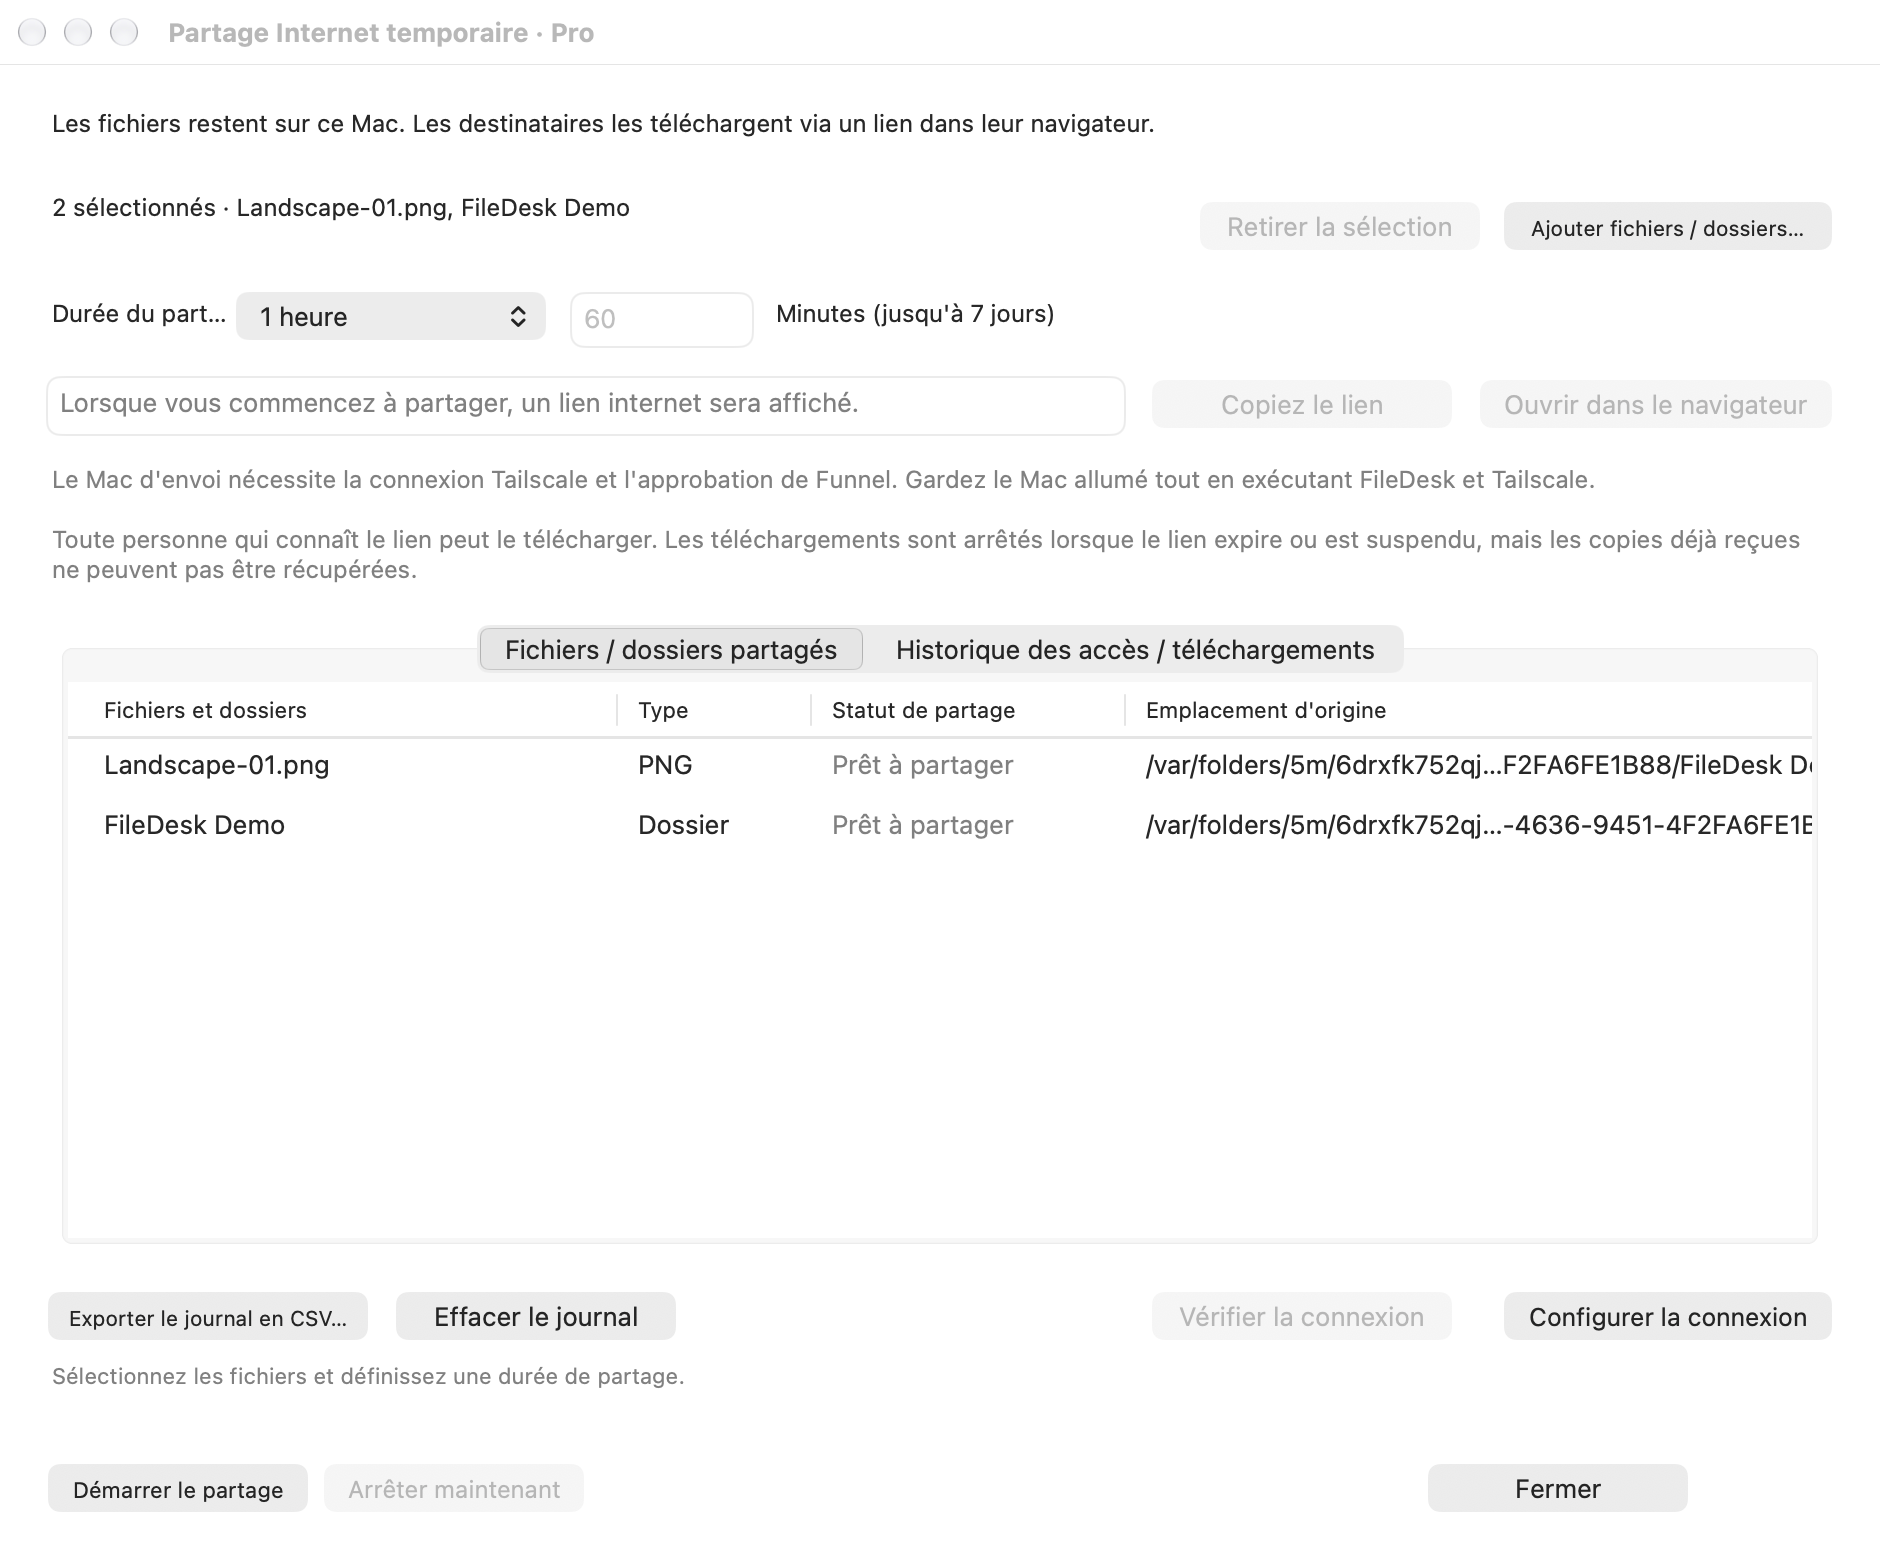 Partage Internet temporaire · Pro
Les fichiers restent sur ce Mac. Les destinataires les téléchargent via un lien dans leur navigateur.
2 sélectionnés · Landscape-01.png, FileDesk Demo
Retirer la sélection
Ajouter fichiers / dossiers...
Durée du part...
1 heure
60
Minutes (jusqu'à 7 jours)
Lorsque vous commencez à partager, un lien internet sera affiché.
Copiez le lien
Ouvrir dans le navigateur
Le Mac d'envoi nécessite la connexion Tailscale et l'approbation de Funnel. Gardez le Mac allumé tout en exécutant FileDesk et Tailscale.
Toute personne qui connaît le lien peut le télécharger. Les téléchargements sont arrêtés lorsque le lien expire ou est suspendu, mais les copies déjà reçues
ne peuvent pas être récupérées.
Fichiers / dossiers partagés
Historique des accès / téléchargements
Fichiers et dossiers
Type
Statut de partage
Emplacement d'origine
Landscape-01.png
PNG
Prêt à partager
/var/folders/5m/6drxfk752qj...F2FA6FE1B88/FileDesk De
FileDesk Demo
Dossier
Prêt à partager
/var/folders/5m/6drxfk752qj...-4636-9451-4F2FA6FE1B
Exporter le journal en CSV...
Effacer le journal
Vérifier la connexion
Configurer la connexion
Sélectionnez les fichiers et définissez une durée de partage.
Démarrer le partage
Arrêter maintenant
Fermer